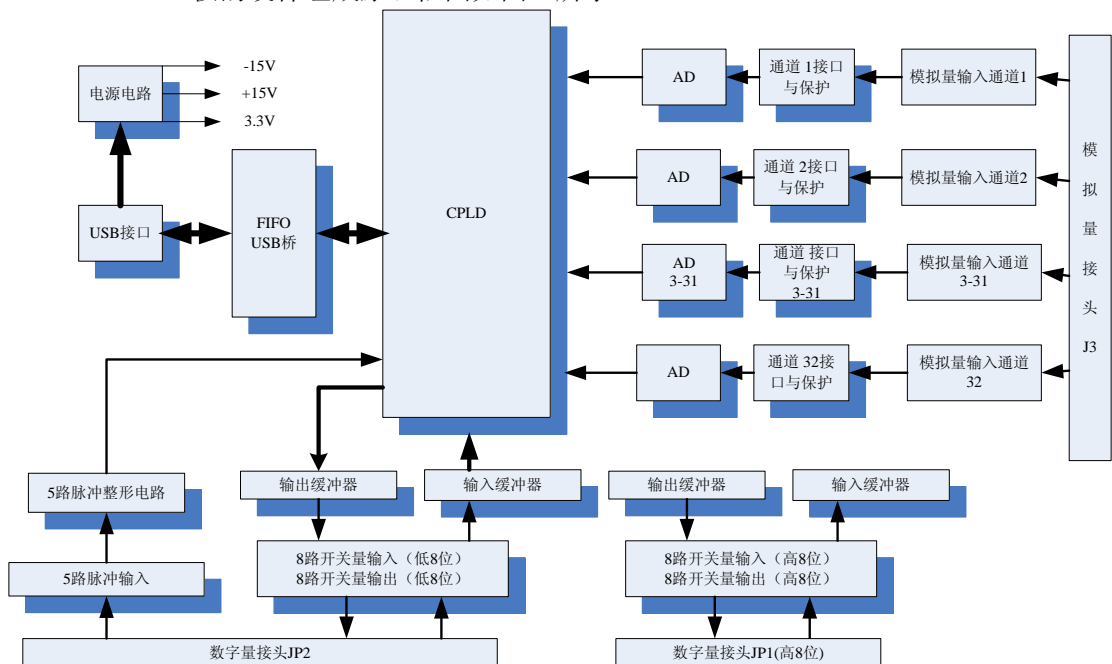 -15V
电源电路
+15V
3.3V
USB接口
FIFO
USB桥
CPLD
AD
通道 1接口
与保护
模拟量输入通道1
AD
通道 2接口
与保护
模拟量输入通道2
AD
3-31
通道 接口
与保护
3-31
模拟量输入通道
3-31
AD
通道 32接
口与保护
模拟量输入通道
32
模
拟
量
接
头
J3
5路脉冲整形电路
输出缓冲器
输入缓冲器
输出缓冲器
输入缓冲器
5路脉冲输入
8路开关量输入（低8位）
8路开关量输出（低8位）
8路开关量输入（高8位）
8路开关量输出（高8位）
数字量接头JP2
数字量接头JP1(高8位)